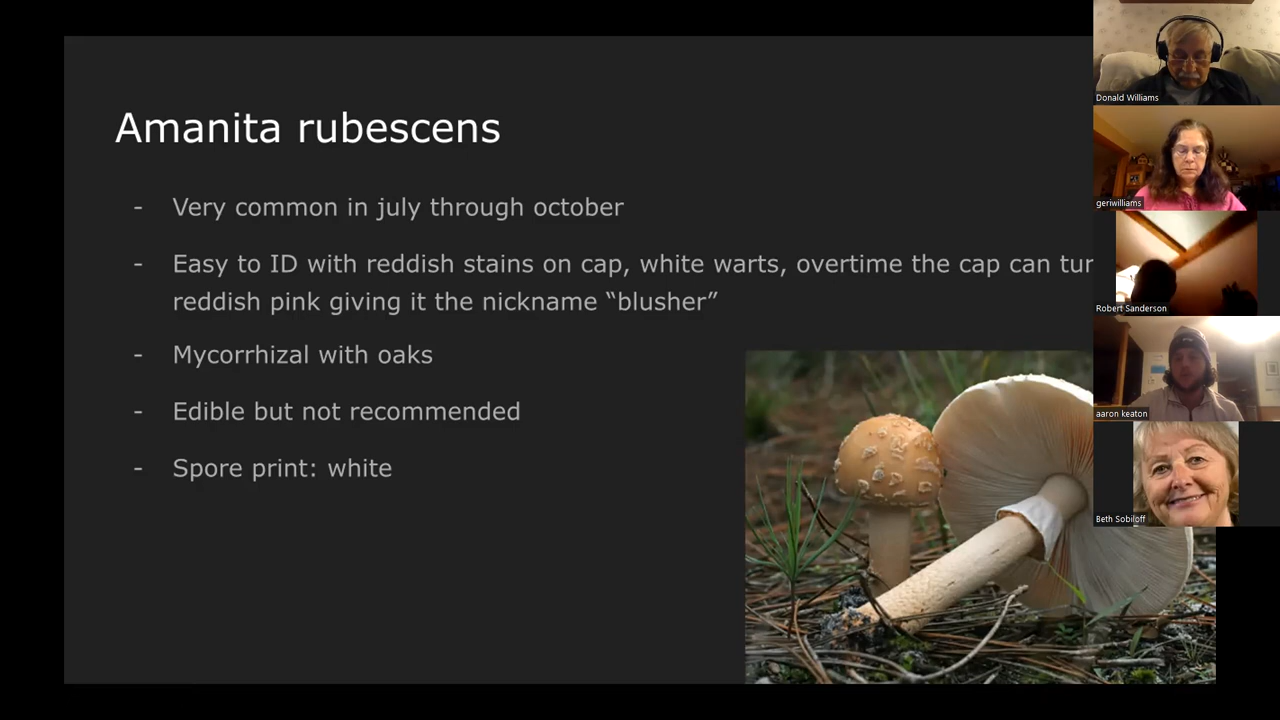 Amanita rubescens
- Very common in july through october
- Easy to ID with reddish stains on cap, white warts, overtime the cap can
reddish pink giving it the nickname “blusher”
- Mycorrhizal with oaks
- Edible but not recommended
- Spore print: white
Donald Williams
geriwilliams
Robert Sanderson
aaron keaton
Beth Sobiloff